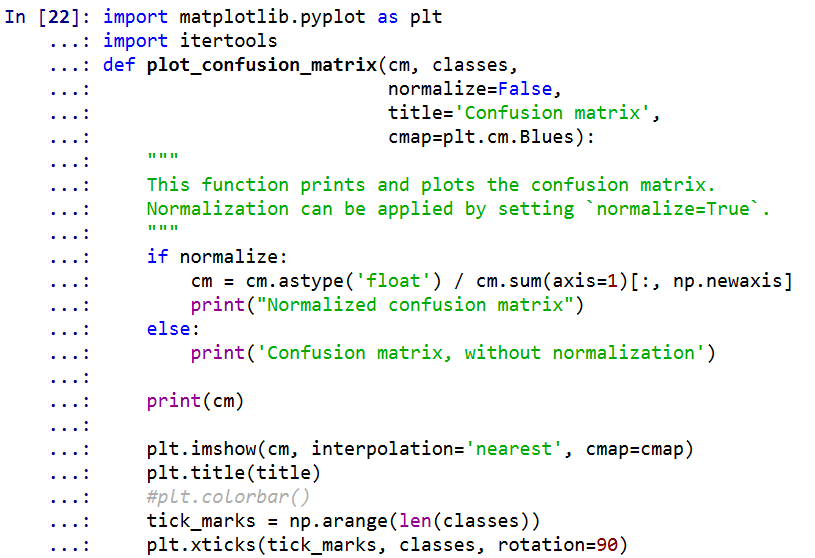 In [22]: import matplotlib.pyplot as plt
    ...: import itertools
    ...: def plot_confusion_matrix(cm, classes,
    ...:                           normalize=False,
    ...:                           title='Confusion matrix',
    ...:                           cmap=plt.cm.Blues):
    ...:     """
    ...:     This function prints and plots the confusion matrix.
    ...:     Normalization can be applied by setting `normalize=True`.
    ...:     """
    ...:     if normalize:
    ...:         cm = cm.astype('float') / cm.sum(axis=1)[:, np.newaxis]
    ...:         print("Normalized confusion matrix")
    ...:     else:
    ...:         print('Confusion matrix, without normalization')
    ...:
    ...:     print(cm)
    ...:
    ...:     plt.imshow(cm, interpolation='nearest', cmap=cmap)
    ...:     plt.title(title)
    ...:     #plt.colorbar()
    ...:     tick_marks = np.arange(len(classes))
    ...:     plt.xticks(tick_marks, classes, rotation=90)